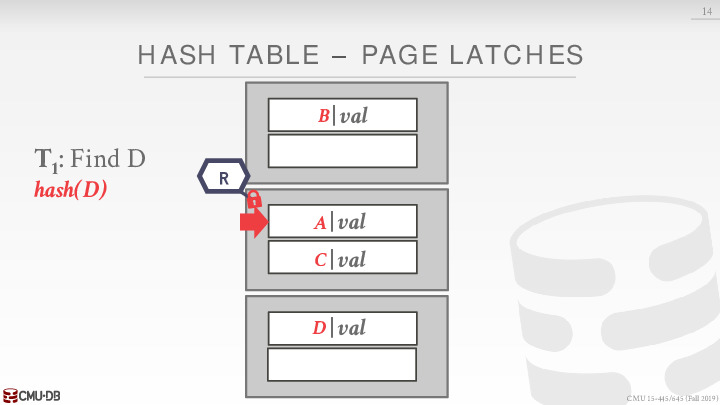 14
HASH TABLE – PAGE LATCHES
B|val
T1: Find D
hash(D)
R
A|val
C|val
D|val
CMU·DB
CMU 15-445/645 (Fall 2019)